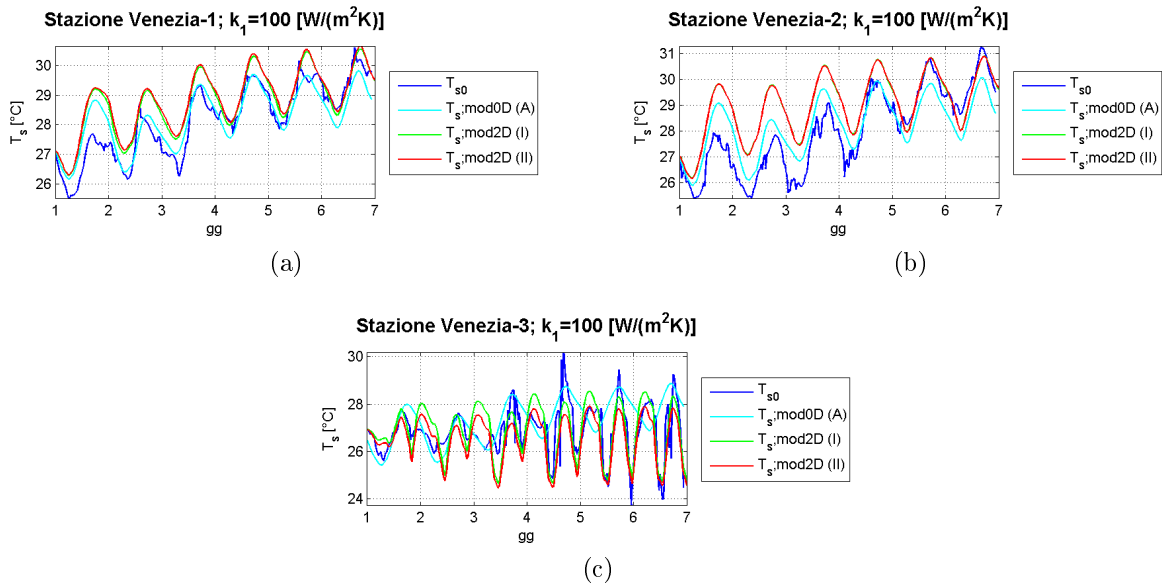 Stazione Venezia-1; k₁=100 [W/(m²K)]
Tₛ [°C]
30
29
28
27
26
1 2 3 4 5 6 7
gg
Tₛ₀
Tₛ;mod0D (A)
Tₛ;mod2D (I)
Tₛ;mod2D (II)
(a)
Stazione Venezia-2; k₁=100 [W/(m²K)]
Tₛ [°C]
31
30
29
28
27
26
1 2 3 4 5 6 7
gg
Tₛ₀
Tₛ;mod0D (A)
Tₛ;mod2D (I)
Tₛ;mod2D (II)
(b)
Stazione Venezia-3; k₁=100 [W/(m²K)]
Tₛ [°C]
30
28
26
24
1 2 3 4 5 6 7
gg
Tₛ₀
Tₛ;mod0D (A)
Tₛ;mod2D (I)
Tₛ;mod2D (II)
(c)